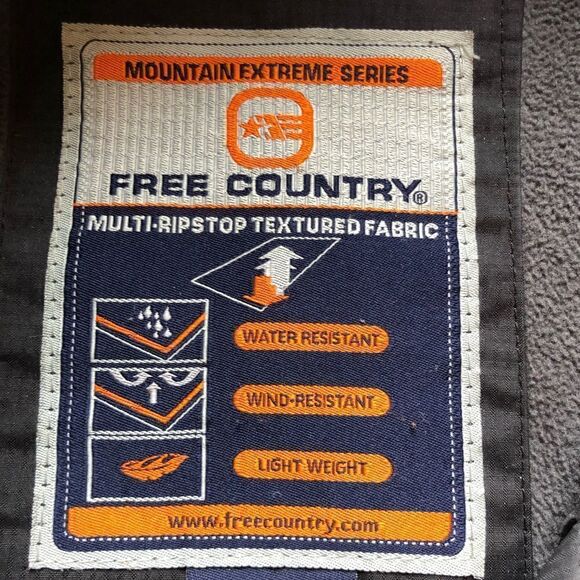 MOUNTAIN EXTREME SERIES
FREE COUNTRY®
MULTI-RIPSTOP TEXTURED FABRIC
WATER RESISTANT
WIND-RESISTANT
LIGHT WEIGHT
www.freecountry.com